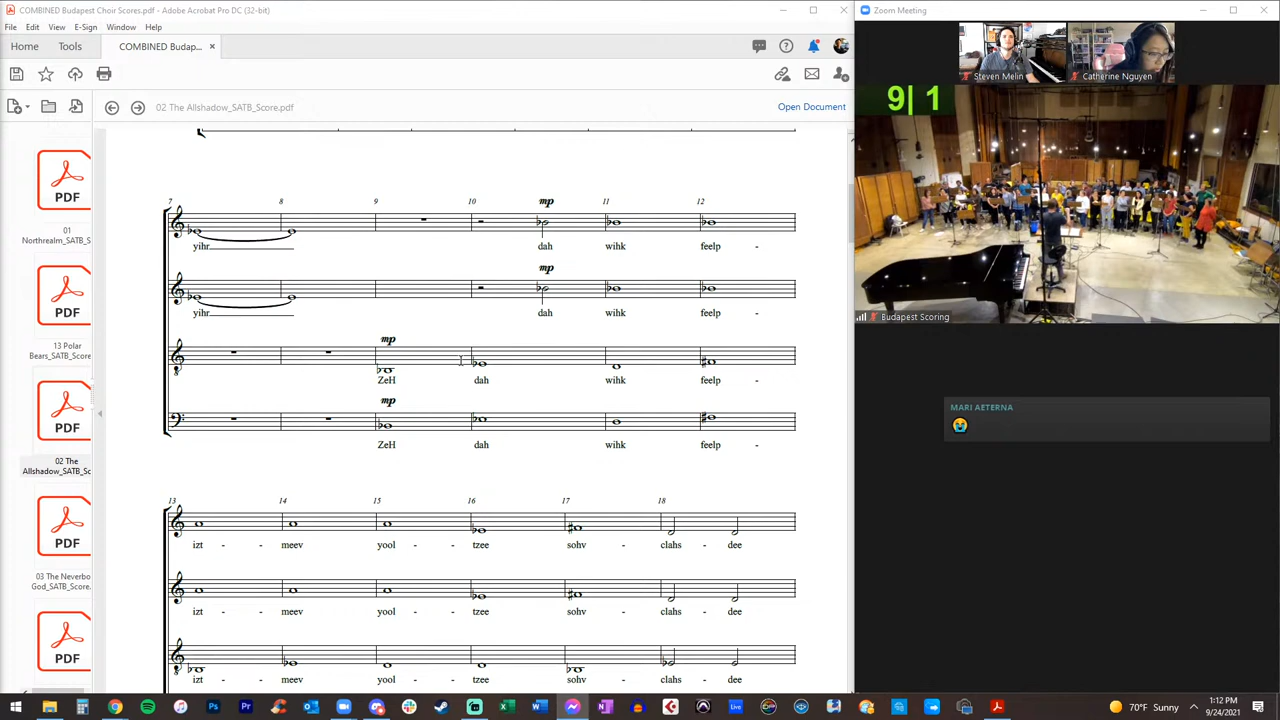 COMBINED Budapest Choir Scores.pdf - Adobe Acrobat Pro DC (32-bit)
File Edit View E-Sign Window Help
Home Tools COMBINED Budap...
02 The Allshadow_SATB_Score.pdf
Open Document
PDF
01
Northrealm_SATB_S
PDF
13 Polar
Bears_SATB_Score.
PDF
02 The
Allshadow_SATB_Sc
PDF
03 The Neverbo
God_SATB_Score.
PDF
7 8 9 10 11 12
mp
yihr dah wihk feelp -
mp
yihr dah wihk feelp -
mp
ZeH dah wihk feelp -
mp
ZeH dah wihk feelp -
13 14 15 16 17 18
izt - - meev yool - - tzee sohv - clahs - dee
izt - - meev yool - - tzee sohv - clahs - dee
izt - - meev yool - - tzee sohv - clahs - dee
Zoom Meeting
Steven Melin
Catherine Nguyen
9| 1
Budapest Scoring
MARI AETERNA
70°F Sunny
1:12 PM
9/24/2021